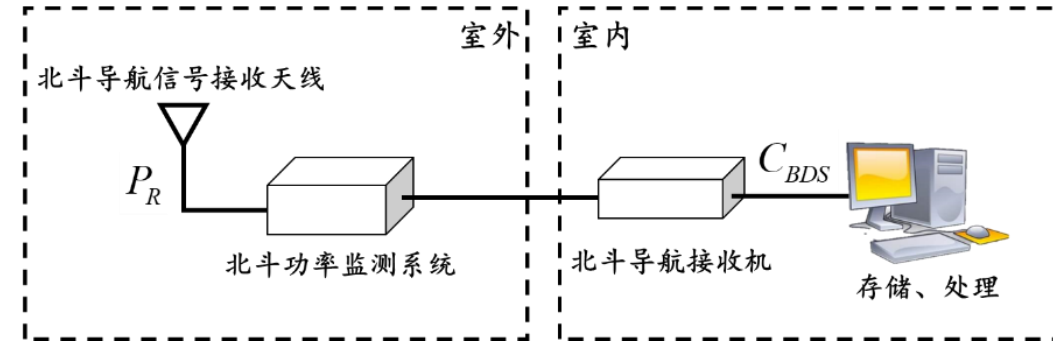 室外
室内
北斗导航信号接收天线
P_R
C_BDS
北斗功率监测系统
北斗导航接收机
存储、处理